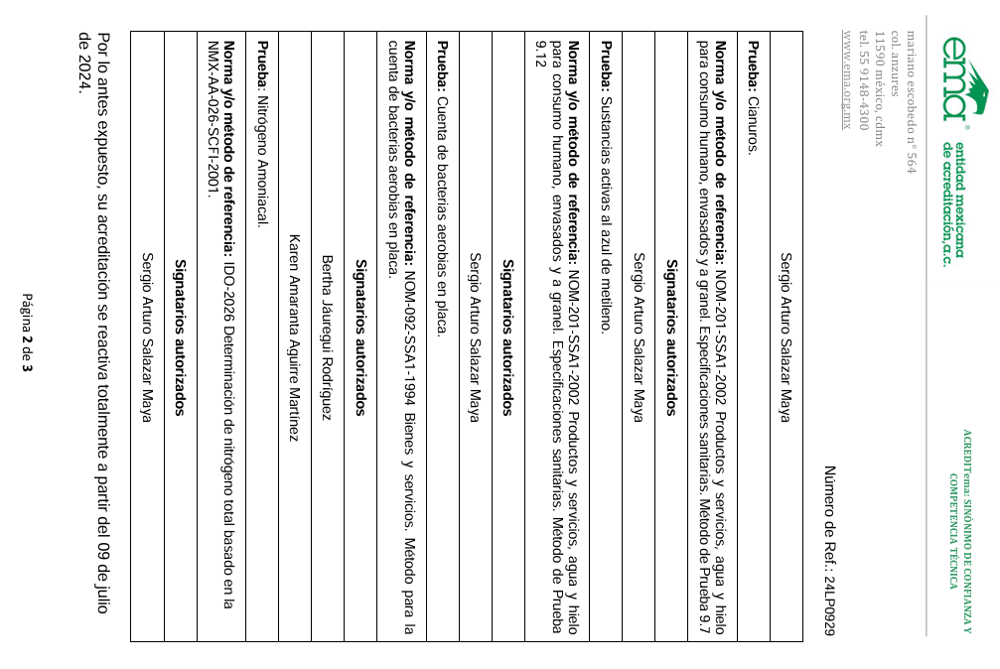 ema®
entidad mexicana
de acreditación, a.c.
ACREDITema: SINÓNIMO DE CONFIANZA Y
COMPETENCIA TÉCNICA
mariano escobedo n° 564
col. anzures
11590 méxico, cdmx
tel. 55 9148-4300
www.ema.org.mx
Número de Ref.: 24LP0929
Sergio Arturo Salazar Maya
Prueba: Cianuros.
Norma y/o método de referencia: NOM-201-SSA1-2002 Productos y servicios, agua y hielo
para consumo humano, envasados y a granel. Especificaciones sanitarias. Método de Prueba 9.7
Signatarios autorizados
Sergio Arturo Salazar Maya
Prueba: Sustancias activas al azul de metileno.
Norma y/o método de referencia: NOM-201-SSA1-2002 Productos y servicios, agua y hielo
para consumo humano, envasados y a granel. Especificaciones sanitarias. Método de Prueba
9.12
Signatarios autorizados
Sergio Arturo Salazar Maya
Prueba: Cuenta de bacterias aerobias en placa.
Norma y/o método de referencia: NOM-092-SSA1-1994 Bienes y servicios. Método para la
cuenta de bacterias aerobias en placa.
Signatarios autorizados
Bertha Jáuregui Rodríguez
Karen Amaranta Aguirre Martínez
Prueba: Nitrógeno Amoniacal.
Norma y/o método de referencia: IDO-2026 Determinación de nitrógeno total basado en la
NMX-AA-026-SCFI-2001.
Signatarios autorizados
Sergio Arturo Salazar Maya
Por lo antes expuesto, su acreditación se reactiva totalmente a partir del 09 de julio
de 2024.
Página 2 de 3